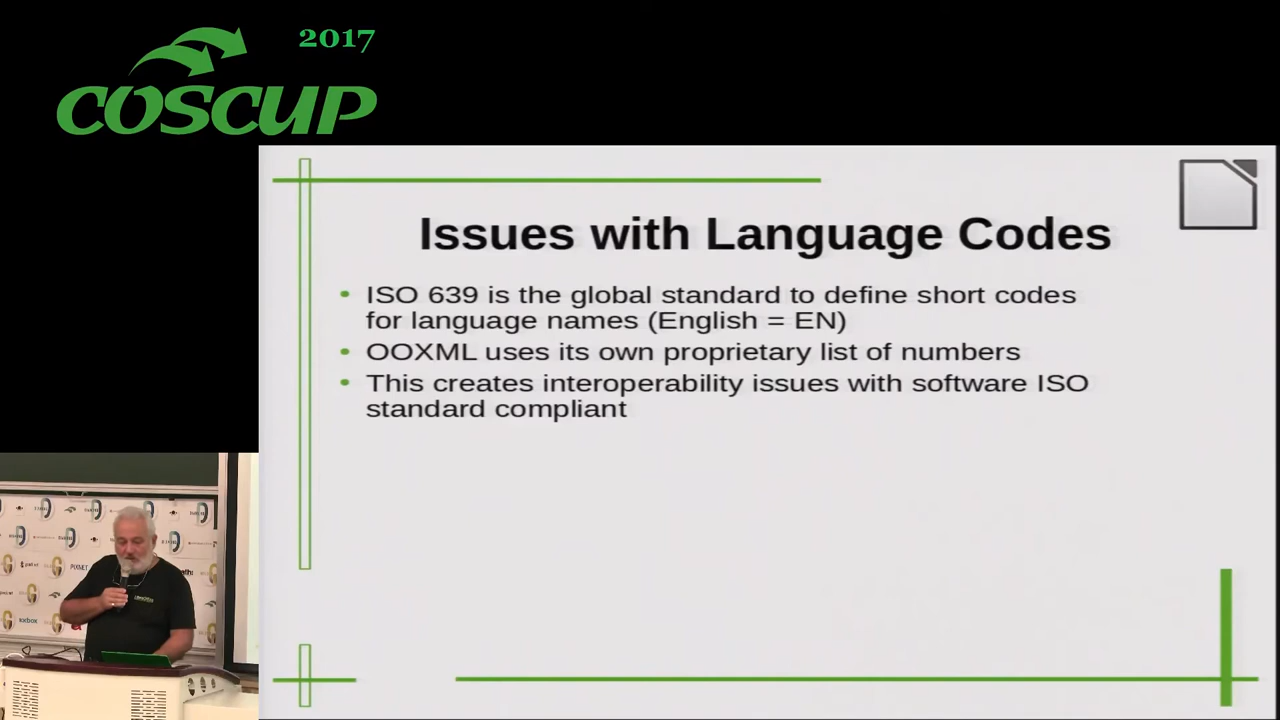 2017
COSCUP
Issues with Language Codes
• ISO 639 is the global standard to define short codes
for language names (English = EN)
• OOXML uses its own proprietary list of numbers
• This creates interoperability issues with software ISO
standard compliant
PIXNET